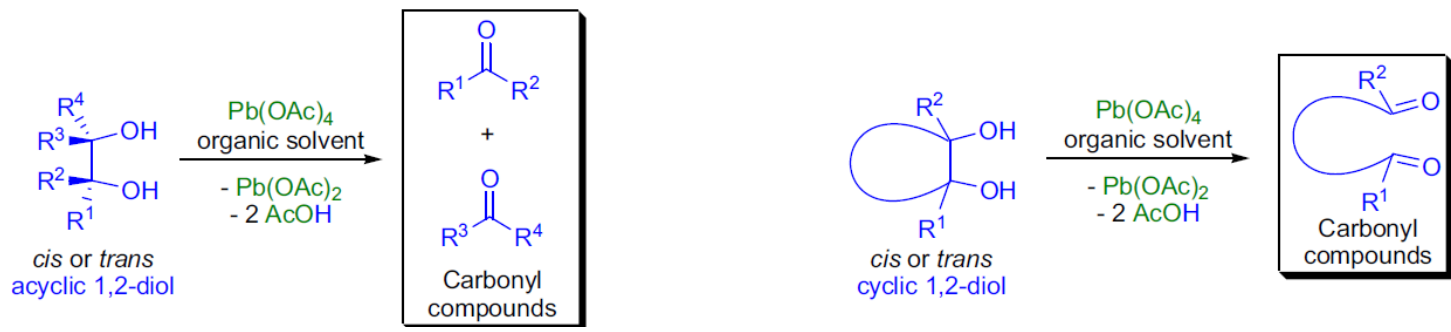 R⁴
R³
OH
R²
OH
R¹
cis or trans
acyclic 1,2-diol
Pb(OAc)₄
organic solvent
- Pb(OAc)₂
- 2 AcOH
O
R¹ R²
+
O
R³ R⁴
Carbonyl
compounds
R²
OH
OH
R¹
cis or trans
cyclic 1,2-diol
Pb(OAc)₄
organic solvent
- Pb(OAc)₂
- 2 AcOH
R²
O
O
R¹
Carbonyl
compounds